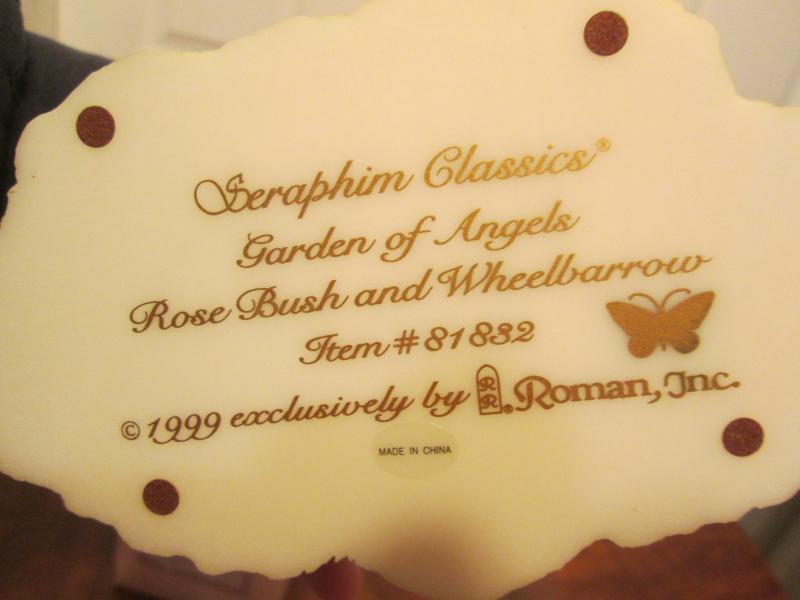 Seraphim Classics®
Garden of Angels
Rose Bush and Wheelbarrow
Item # 81832
© 1999 exclusively by RR ® Roman, Inc.
MADE IN CHINA